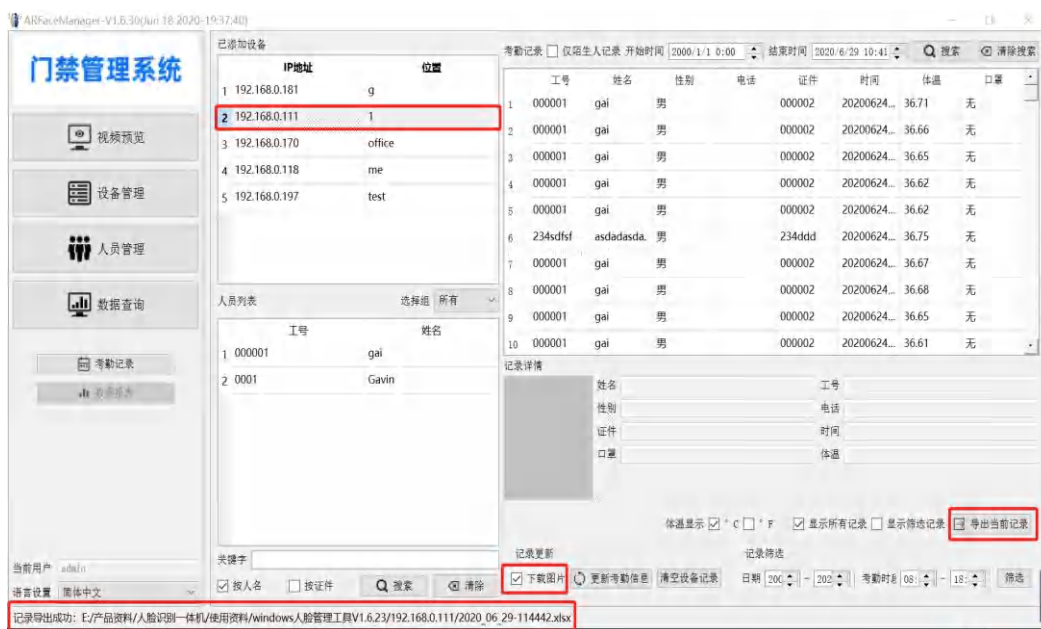 ARFaceManager-V1.6.30(Jun 18 2020-19:37:40)
门禁管理系统
视频预览
设备管理
人员管理
数据查询
考勤记录
当前用户 admin
语言设置 简体中文
已添加设备
IP地址 位置
1 192.168.0.181 g
2 192.168.0.111 1
3 192.168.0.170 office
4 192.168.0.118 me
5 192.168.0.197 test
人员列表 选择组 所有
工号 姓名
1 000001 gai
2 0001 Gavin
关键字
按人名 按证件 搜索 清除
考勤记录 仅陌生人记录 开始时间 2000/1/1 0:00 结束时间 2020/6/29 10:41 搜索 清除搜索
工号 姓名 性别 电话 证件 时间 体温 口罩
1 000001 gai 男 000002 20200624... 36.71 无
2 000001 gai 男 000002 20200624... 36.66 无
3 000001 gai 男 000002 20200624... 36.65 无
4 000001 gai 男 000002 20200624... 36.62 无
5 000001 gai 男 000002 20200624... 36.62 无
6 234sdfsf asdadasda. 男 234ddd 20200624... 36.75 无
7 000001 gai 男 000002 20200624... 36.67 无
8 000001 gai 男 000002 20200624... 36.68 无
9 000001 gai 男 000002 20200624... 36.65 无
10 000001 gai 男 000002 20200624... 36.61 无
记录详情
姓名 工号
性别 电话
证件 时间
口罩 体温
体温显示 °C °F 显示所有记录 显示筛选记录 导出当前记录
记录更新 记录筛选
下载图片 更新考勤信息 清空设备记录 日期 200 - 202 考勤时 08: - 18: 筛选
记录导出成功: E:/产品资料/人脸识别一体机/使用资料/windows人脸管理工具V1.6.23/192.168.0.111/2020_06_29-114442.xlsx